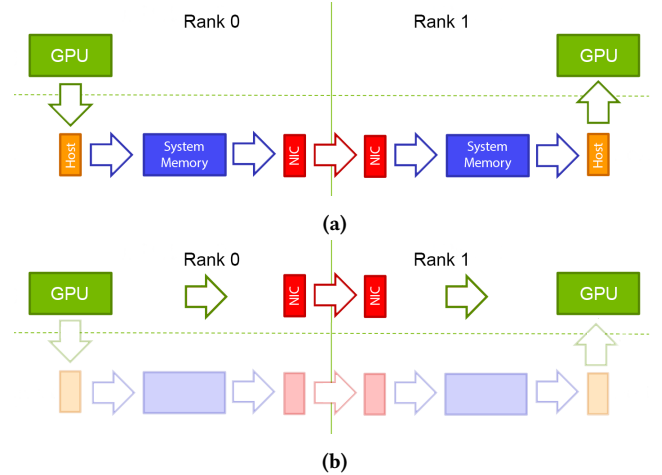 Rank 0 Rank 1
GPU GPU
Host System Memory NIC NIC System Memory Host
(a)
Rank 0 Rank 1
GPU NIC NIC GPU
(b)